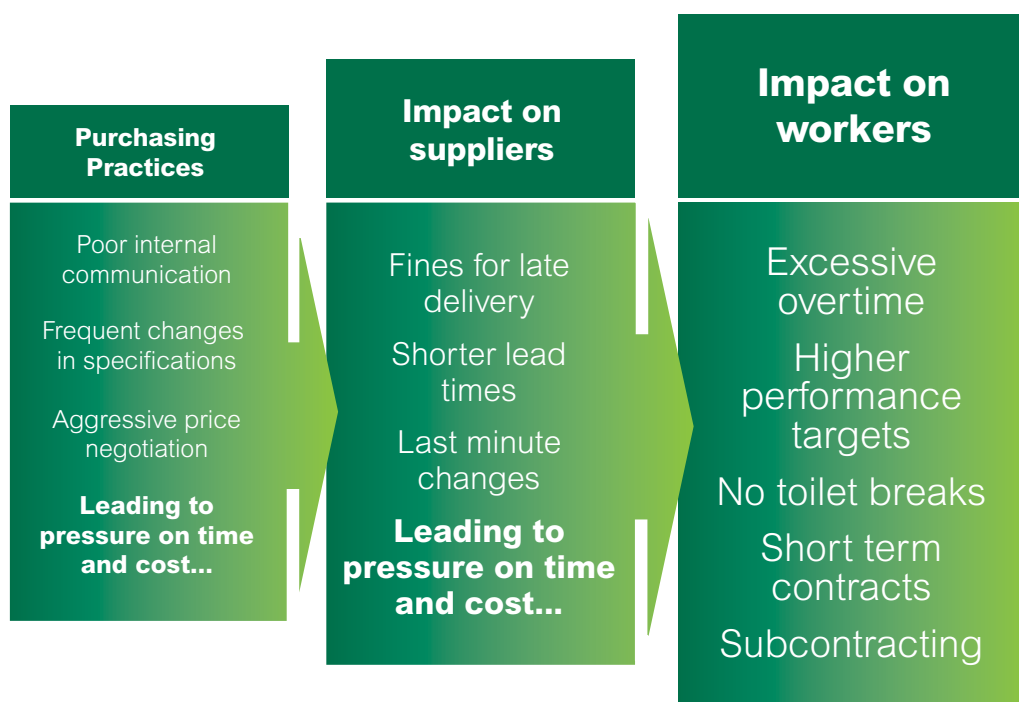 Purchasing
Practices
Poor internal
communication
Frequent changes
in specifications
Aggressive price
negotiation
Leading to
pressure on time
and cost...
Impact on
suppliers
Fines for late
delivery
Shorter lead
times
Last minute
changes
Leading to
pressure on time
and cost...
Impact on
workers
Excessive
overtime
Higher
performance
targets
No toilet breaks
Short term
contracts
Subcontracting